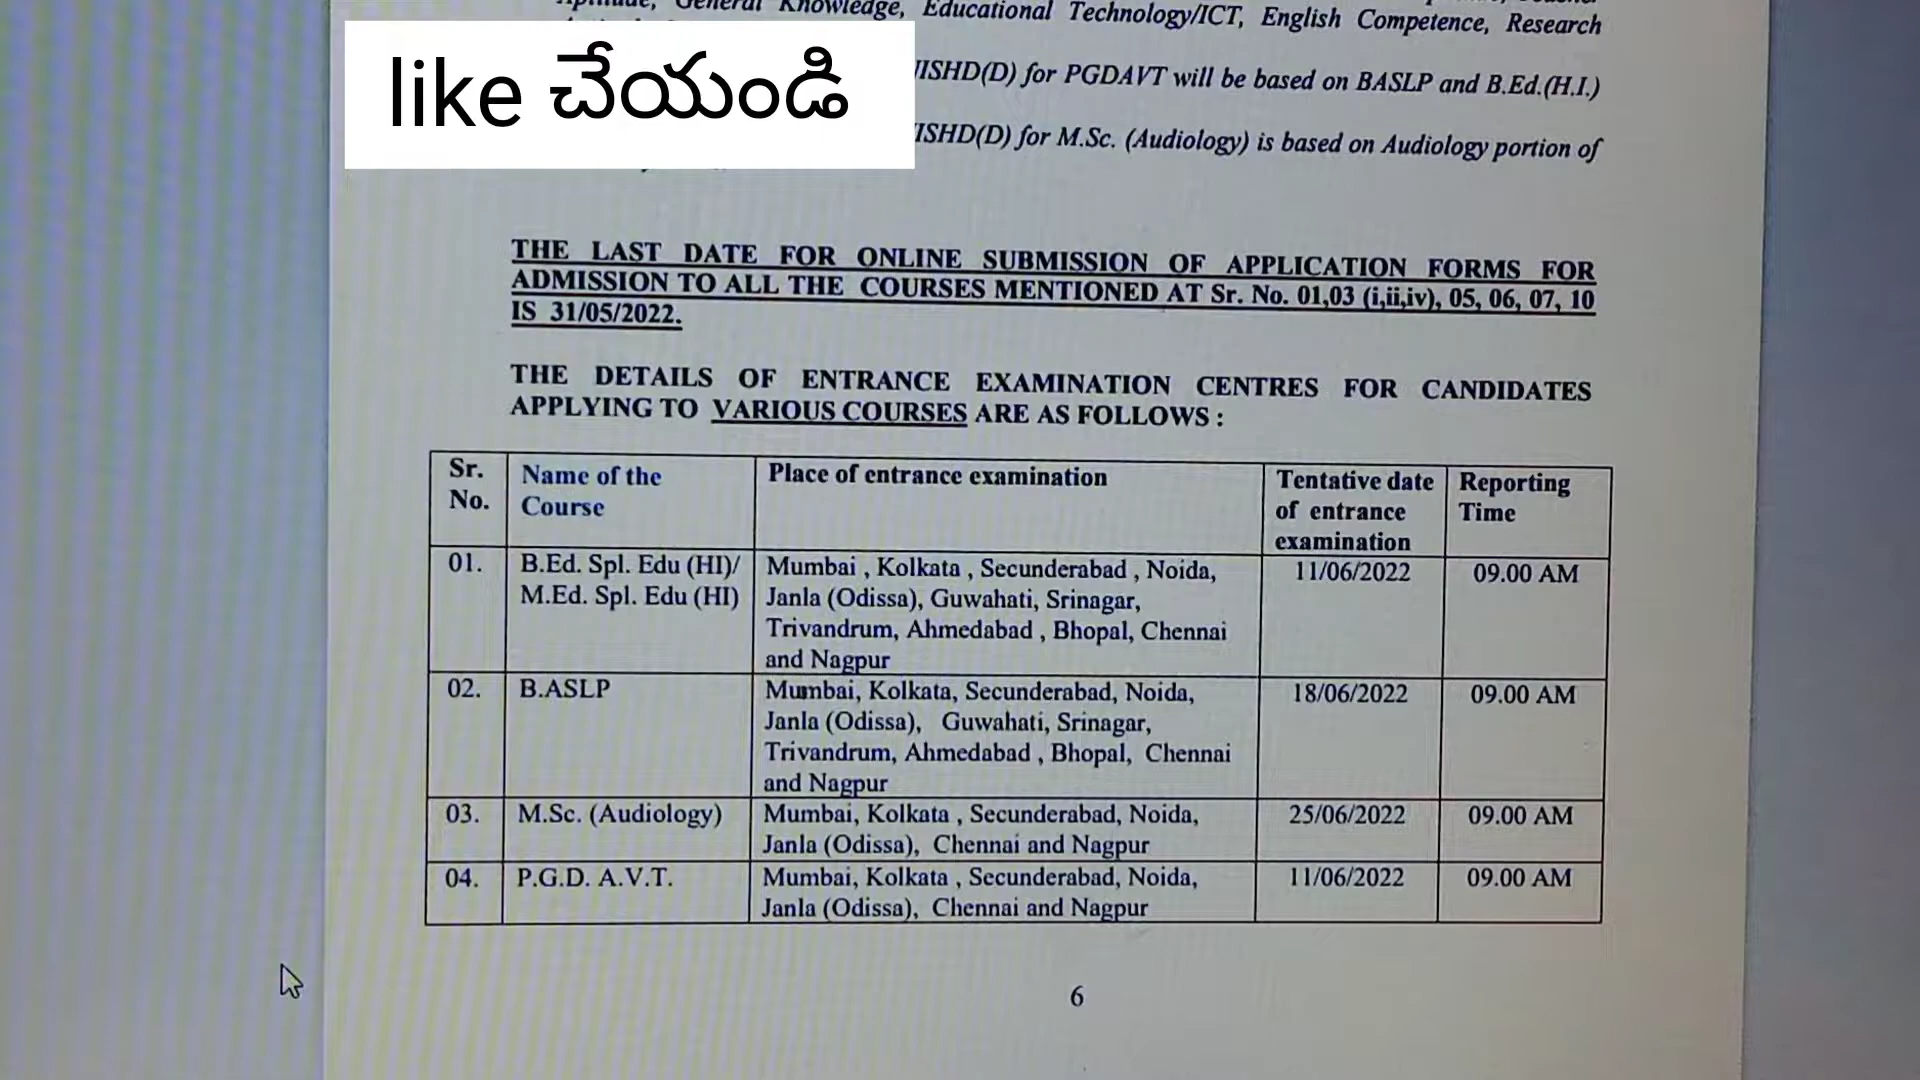 General Knowledge, Educational Technology/ICT, English Competence, Research
like చేయండి
ISHD(D) for PGDAVT will be based on BASLP and B.Ed.(H.I.)
ISHD(D) for M.Sc. (Audiology) is based on Audiology portion of
THE LAST DATE FOR ONLINE SUBMISSION OF APPLICATION FORMS FOR
ADMISSION TO ALL THE COURSES MENTIONED AT Sr. No. 01,03 (i,ii,iv), 05, 06, 07, 10
IS 31/05/2022.
THE DETAILS OF ENTRANCE EXAMINATION CENTRES FOR CANDIDATES
APPLYING TO VARIOUS COURSES ARE AS FOLLOWS :
Sr. No.
Name of the Course
Place of entrance examination
Tentative date of entrance examination
Reporting Time
01.
B.Ed. Spl. Edu (HI)/
M.Ed. Spl. Edu (HI)
Mumbai , Kolkata , Secunderabad , Noida,
Janla (Odissa), Guwahati, Srinagar,
Trivandrum, Ahmedabad , Bhopal, Chennai
and Nagpur
11/06/2022
09.00 AM
02.
B.ASLP
Mumbai, Kolkata, Secunderabad, Noida,
Janla (Odissa), Guwahati, Srinagar,
Trivandrum, Ahmedabad , Bhopal, Chennai
and Nagpur
18/06/2022
09.00 AM
03.
M.Sc. (Audiology)
Mumbai, Kolkata , Secunderabad, Noida,
Janla (Odissa), Chennai and Nagpur
25/06/2022
09.00 AM
04.
P.G.D. A.V.T.
Mumbai, Kolkata , Secunderabad, Noida,
Janla (Odissa), Chennai and Nagpur
11/06/2022
09.00 AM
6